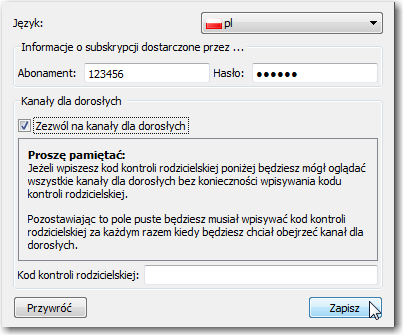 Język: pl
Informacje o subskrypcji dostarczone przez ...
Abonament: 123456 Hasło: ●●●●●●
Kanały dla dorosłych
Zezwól na kanały dla dorosłych
Proszę pamiętać:
Jeżeli wpiszesz kod kontroli rodzicielskiej poniżej będziesz mógł oglądać
wszystkie kanały dla dorosłych bez konieczności wpisywania kodu
kontroli rodzicielskiej.
Pozostawiając to pole puste będziesz musiał wpisywać kod kontroli
rodzicielskiej za każdym razem kiedy będziesz chciał obejrzeć kanał dla
dorosłych.
Kod kontroli rodzicielskiej:
Przywróć Zapisz